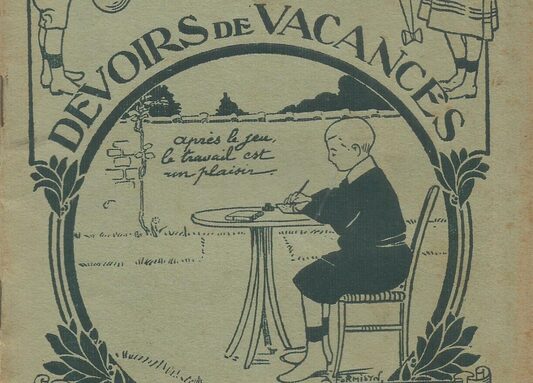 DEVOIRS DE VACANCES
après le jeu,
le travail est
un plaisir.